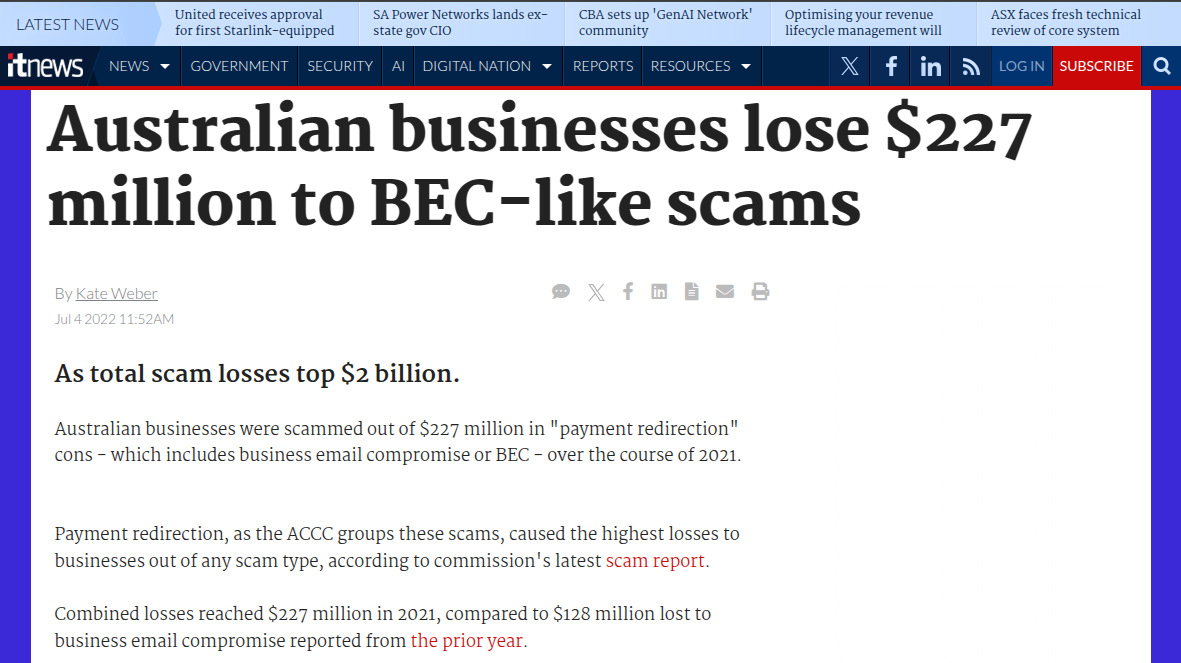 LATEST NEWS
United receives approval
for first Starlink-equipped
SA Power Networks lands ex-
state gov CIO
CBA sets up 'GenAI Network'
community
Optimising your revenue
lifecycle management will
ASX faces fresh technical
review of core system
itnews
NEWS
GOVERNMENT
SECURITY
AI
DIGITAL NATION
REPORTS
RESOURCES
LOG IN
SUBSCRIBE
Australian businesses lose $227
million to BEC-like scams
By Kate Weber
Jul 4 2022 11:52AM
As total scam losses top $2 billion.
Australian businesses were scammed out of $227 million in "payment redirection"
cons - which includes business email compromise or BEC - over the course of 2021.
Payment redirection, as the ACCC groups these scams, caused the highest losses to
businesses out of any scam type, according to commission's latest scam report.
Combined losses reached $227 million in 2021, compared to $128 million lost to
business email compromise reported from the prior year.